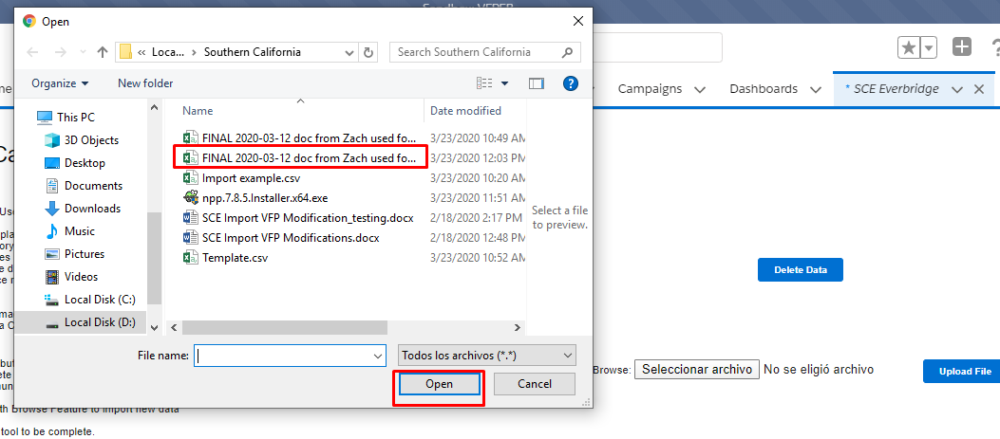 Open
Loca... Southern California
Search Southern California
Organize
New folder
Campaigns
Dashboards
* SCE Everbridge
This PC
3D Objects
Desktop
Documents
Downloads
Music
Pictures
Videos
Local Disk (C:)
Local Disk (D:)
Name Date modified
FINAL 2020-03-12 doc from Zach used fo... 3/23/2020 10:49 AM
FINAL 2020-03-12 doc from Zach used fo... 3/23/2020 12:03 PM
Import example.csv 3/23/2020 10:20 AM
npp.7.8.5.Installer.x64.exe 3/23/2020 11:51 AM
SCE Import VFP Modification_testing.docx 2/18/2020 2:17 PM
SCE Import VFP Modifications.docx 2/18/2020 12:48 PM
Template.csv 3/23/2020 10:52 AM
Select a file
to preview.
Delete Data
File name:
Todos los archivos (*.*)
Open
Cancel
Browse: Seleccionar archivo No se eligió archivo
Upload File
th Browse Feature to import new data
tool to be complete.